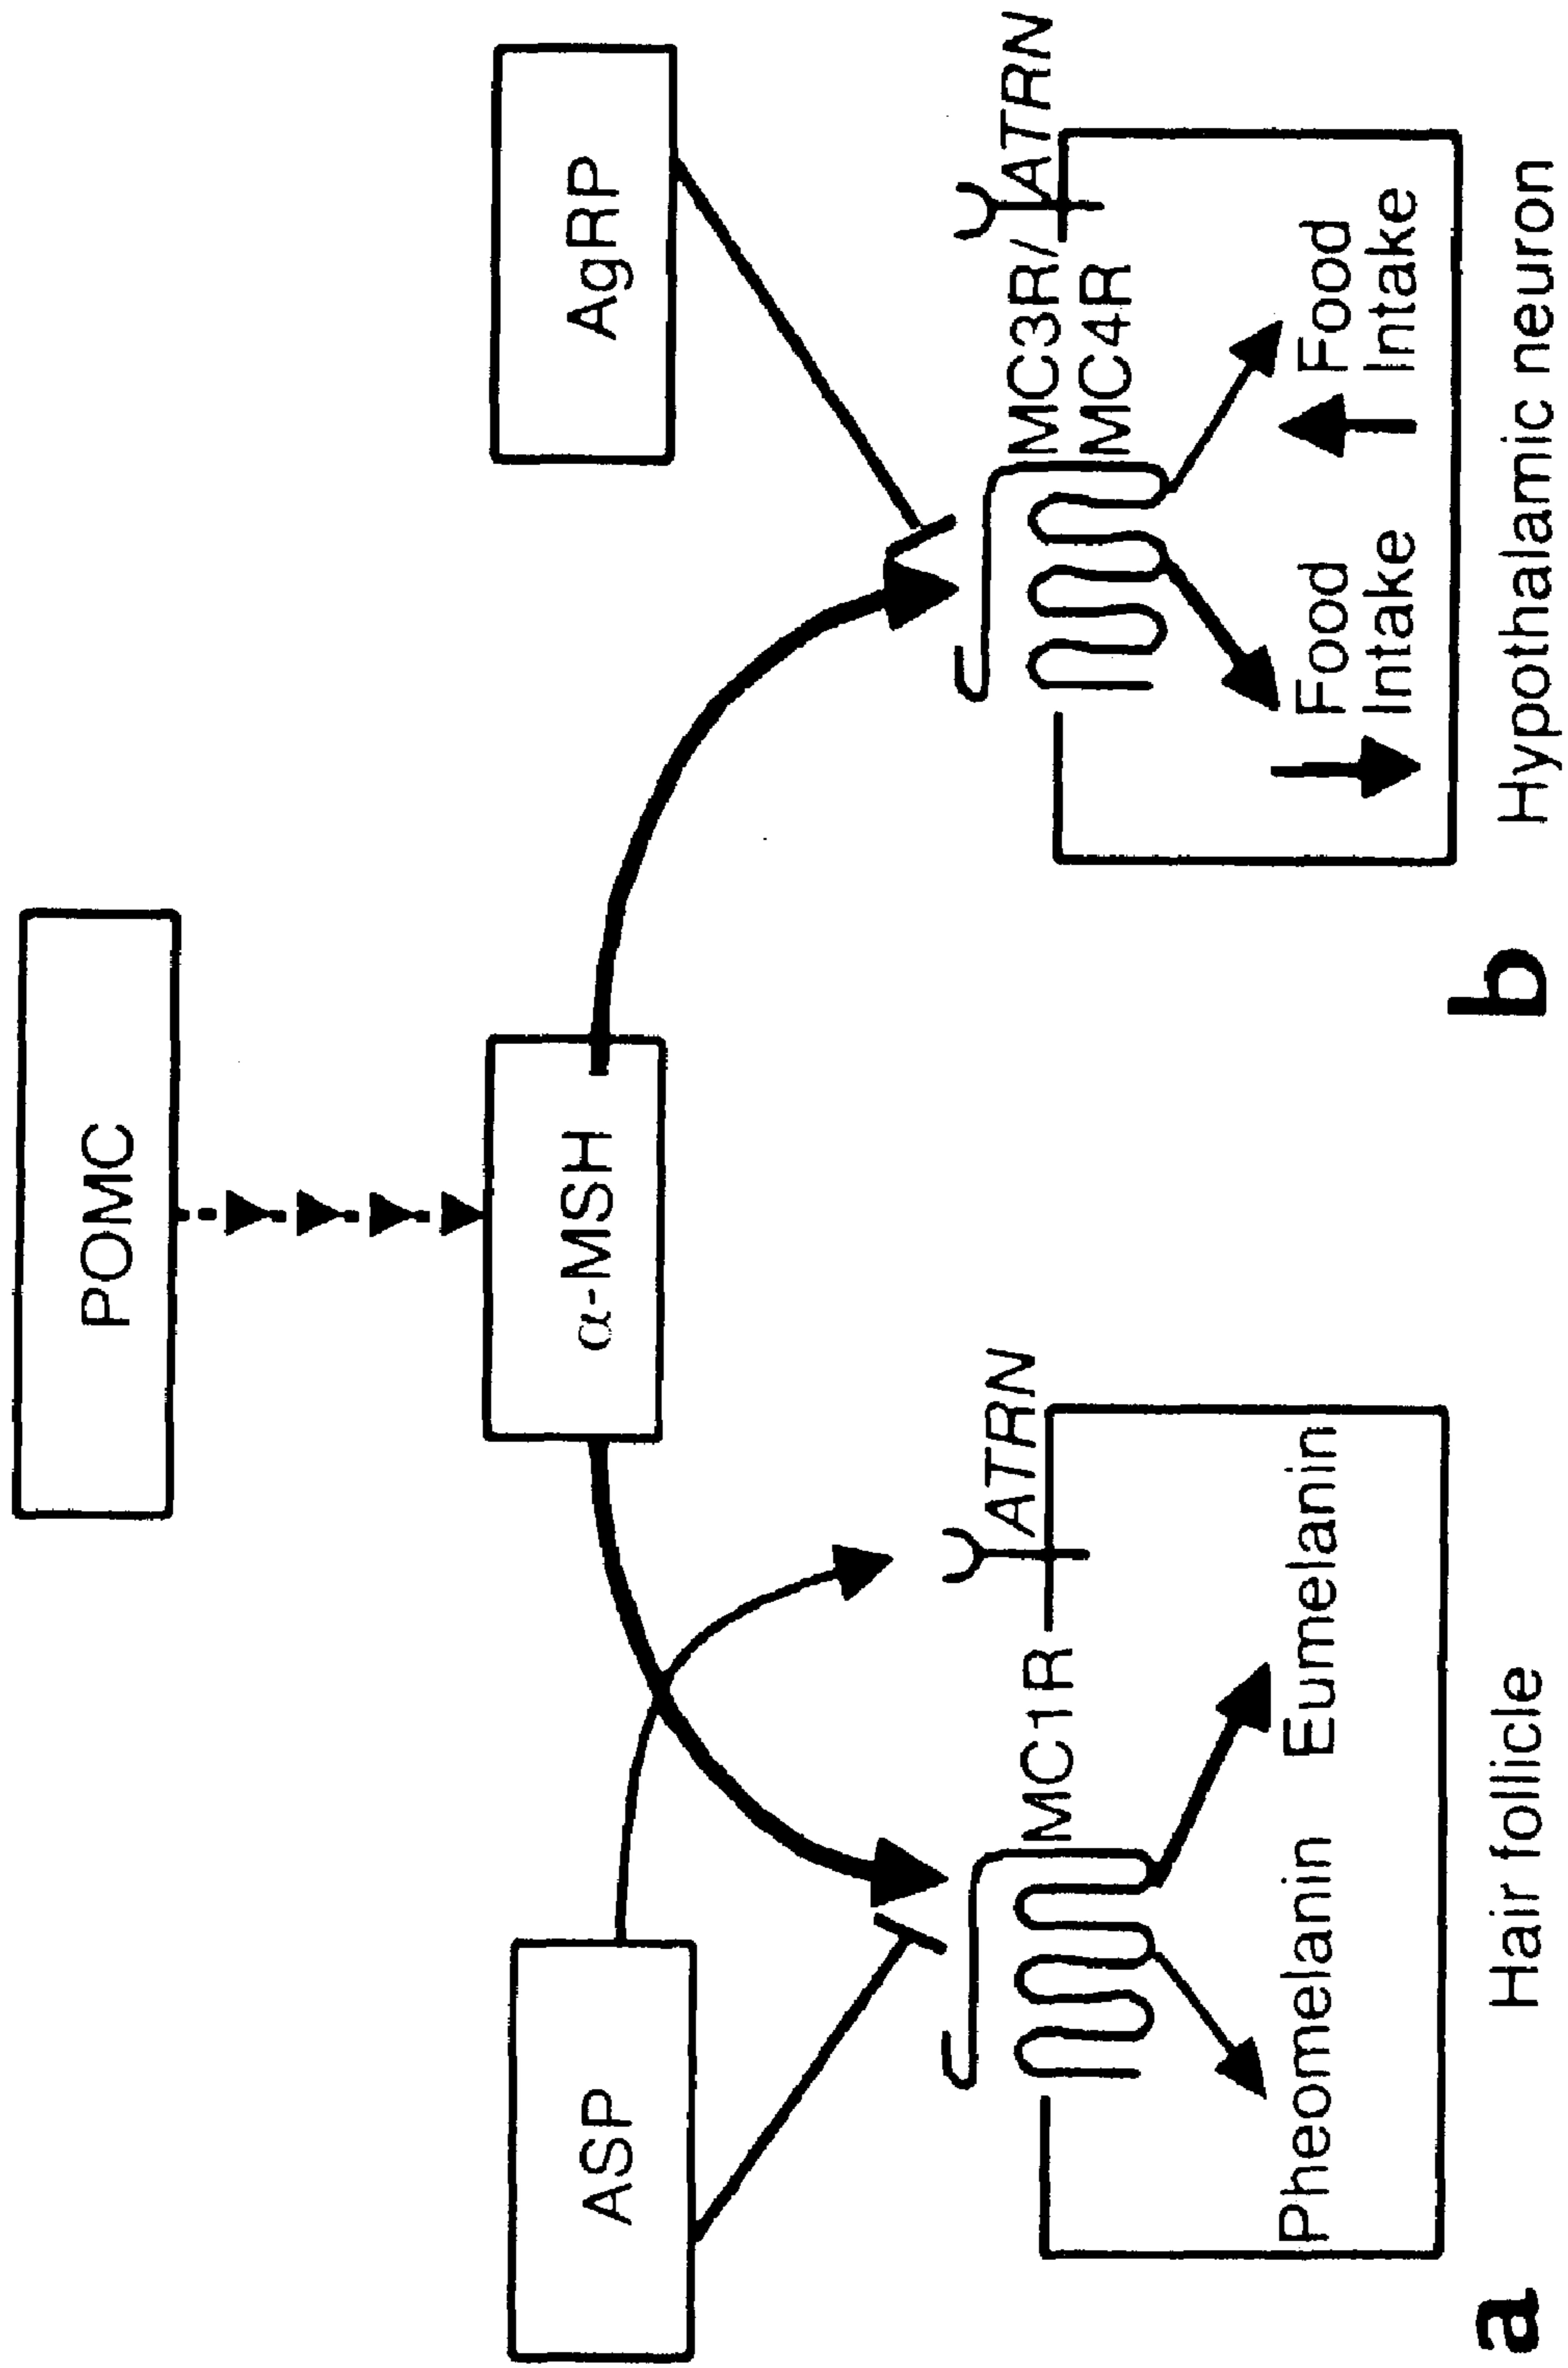 POMC
α-MSH
ASP
AgRP
ATRN
MC1R
Pheomelanin
Eumelanin
a
Hair follicle
ATRN
MC3R/
MC4R
Food
Intake
Food
Intake
b
Hypothalamic neuron